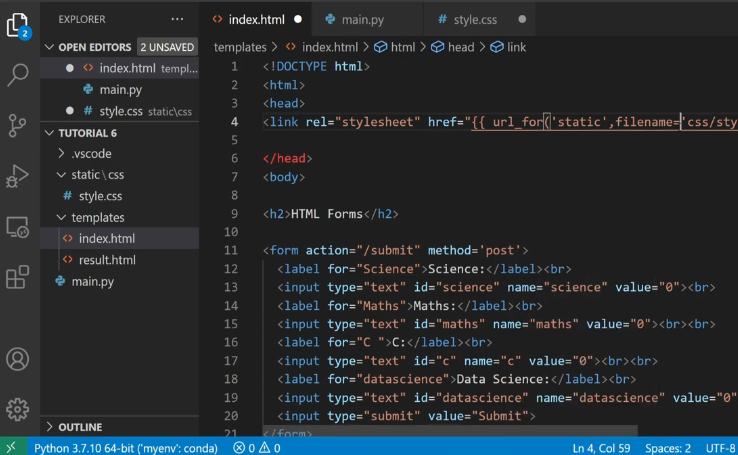 EXPLORER ...
OPEN EDITORS 2 UNSAVED
index.html templ...
main.py
# style.css static\css
TUTORIAL 6
.vscode
static\css
# style.css
templates
index.html
result.html
main.py
OUTLINE
2
<> index.html
main.py
# style.css
templates > <> index.html > html > head > link
1 <!DOCTYPE html>
2 <html>
3 <head>
4 <link rel="stylesheet" href="{{ url_for('static',filename='css/sty
5
6 </head>
7 <body>
8
9 <h2>HTML Forms</h2>
10
11 <form action="/submit" method='post'>
12 <label for="Science">Science:</label><br>
13 <input type="text" id="science" name="science" value="0"><br>
14 <label for="Maths">Maths:</label><br>
15 <input type="text" id="maths" name="maths" value="0"><br><br>
16 <label for="C ">C:</label><br>
17 <input type="text" id="c" name="c" value="0"><br><br>
18 <label for="datascience">Data Science:</label><br>
19 <input type="text" id="datascience" name="datascience" value="0"
20 <input type="submit" value="Submit">
21 </form>
Python 3.7.10 64-bit ('myenv': conda) 0 0 Ln 4, Col 59 Spaces: 2 UTF-8